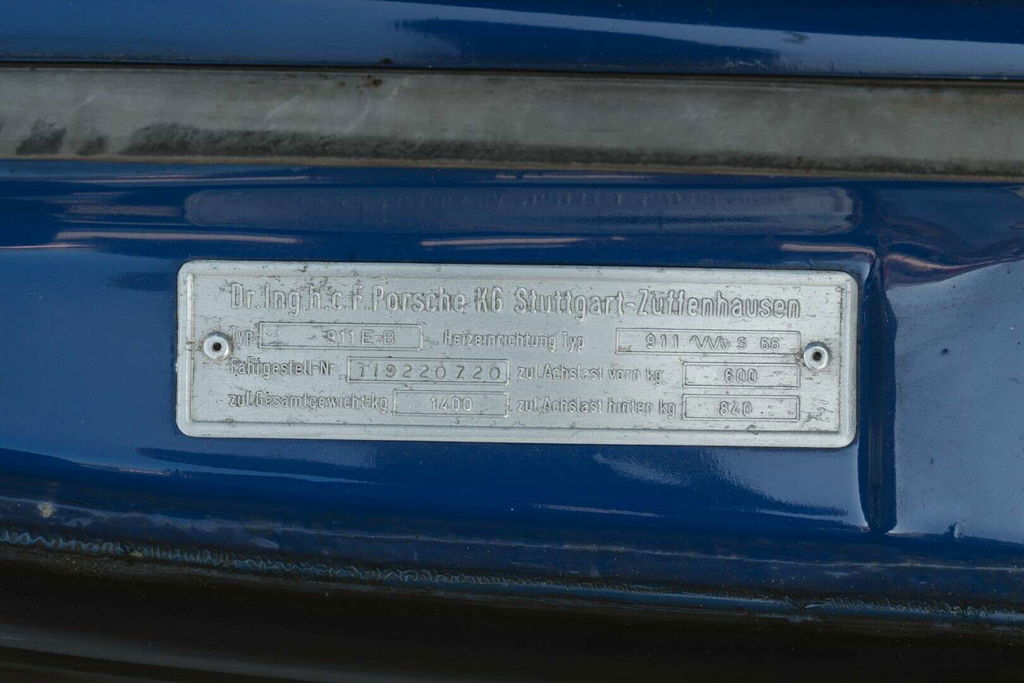 Dr. Ing. h. c. F. Porsche KG Stuttgart-Zuffenhausen
Typ 911 E-B Heizeinrichtung Typ 911 S 66
Fahrgestell-Nr 119220720 zul. Achslast vorn kg 600
zul. Gesamtgewicht kg 1400 zul. Achslast hinten kg 840